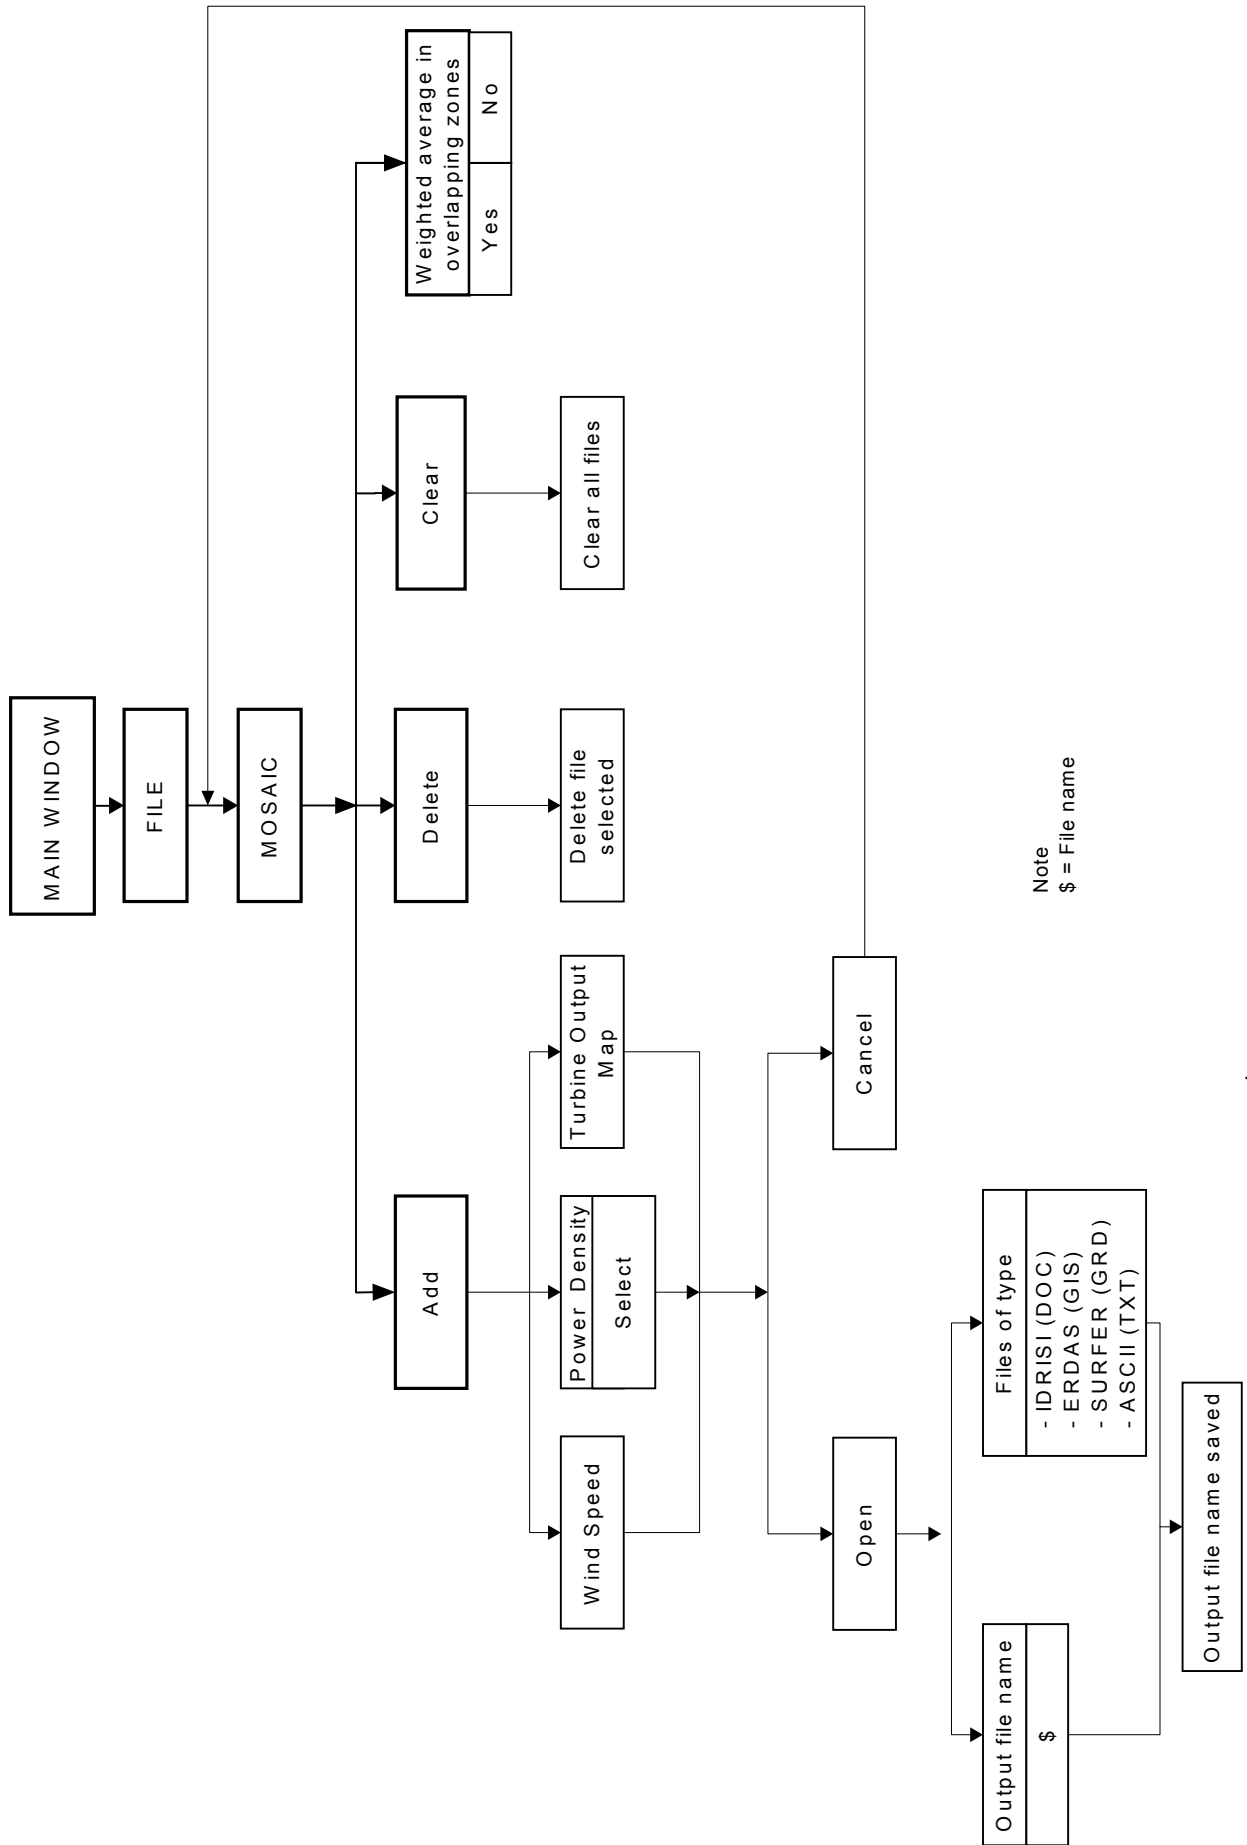 MAIN WINDOW
FILE
MOSAIC
Add
Delete
Clear
Weighted average in
overlapping zones
Yes
No
Wind Speed
Power Density
Select
Turbine Output
Map
Delete file
selected
Clear all files
Open
Cancel
Output file name
$
Files of type
- IDRISI (DOC)
- ERDAS (GIS)
- SURFER (GRD)
- ASCII (TXT)
Output file name saved
Note
$ = File name